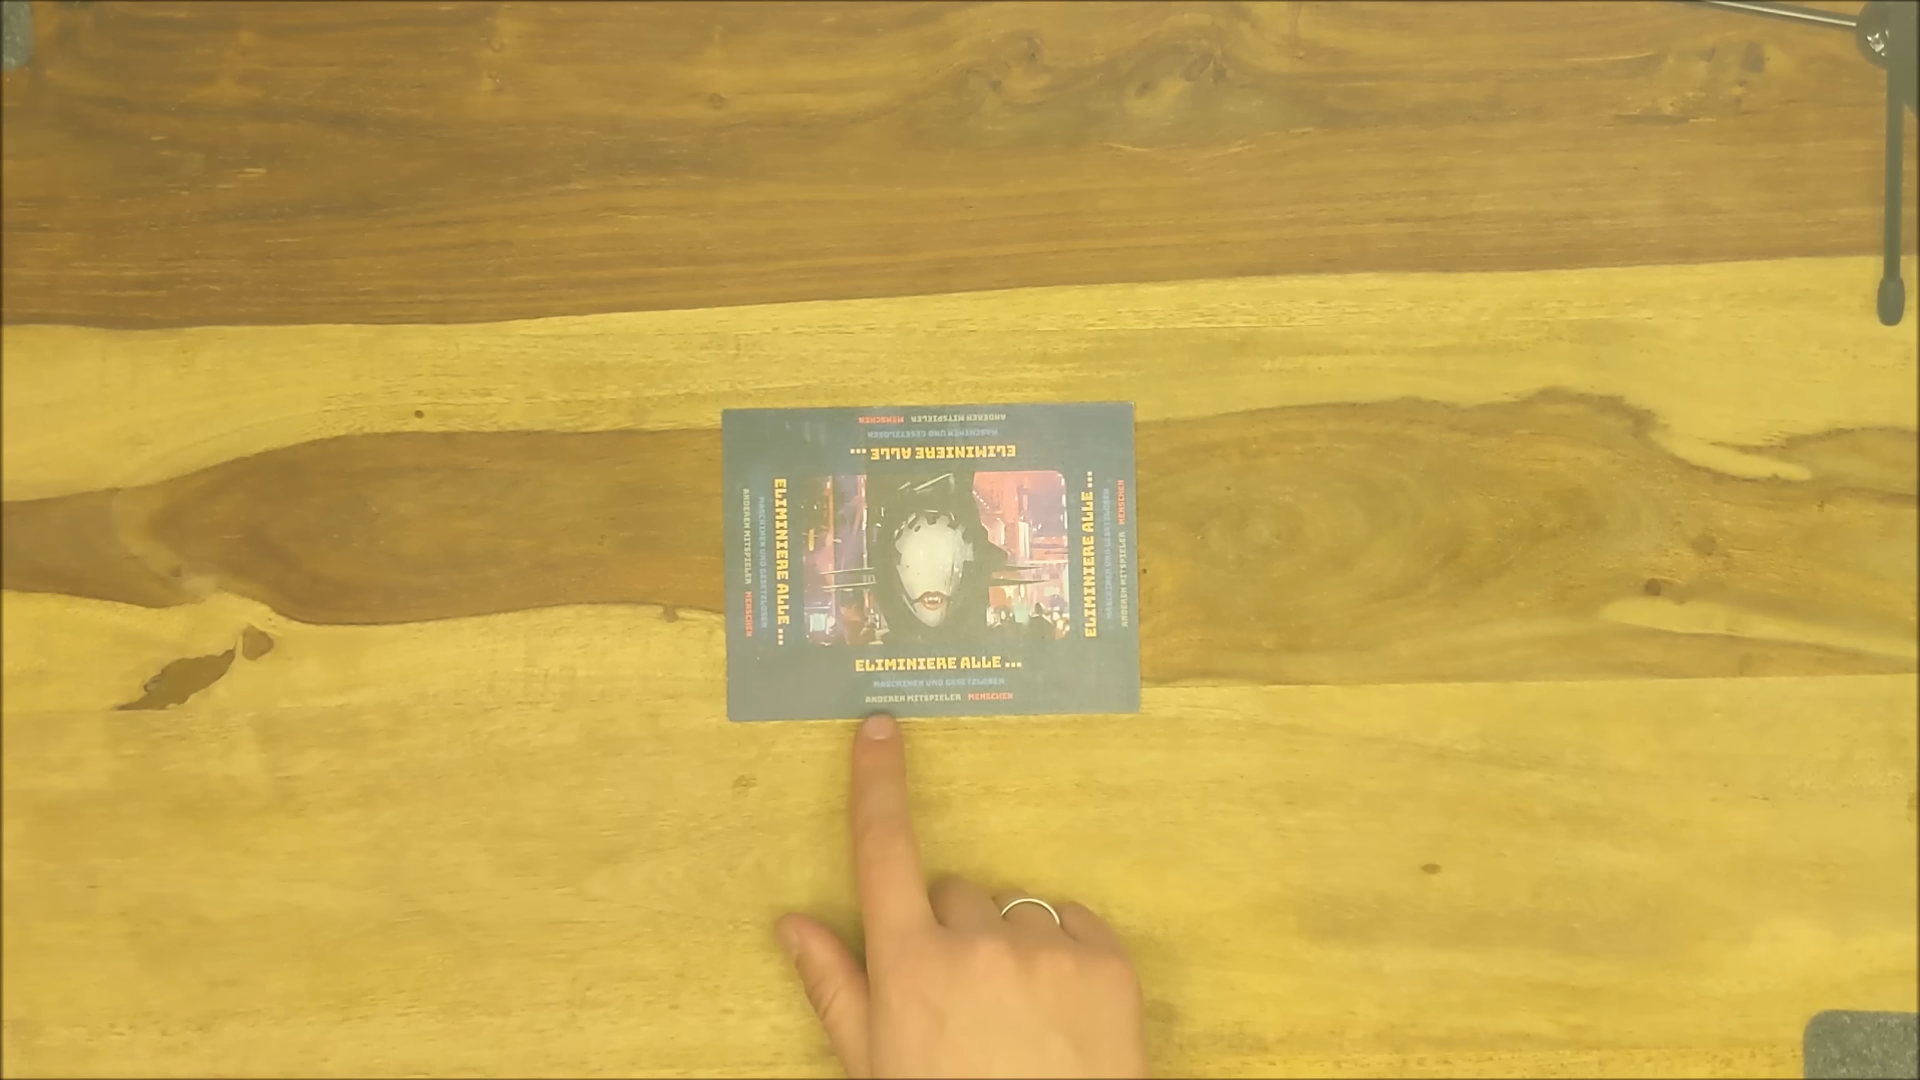 MENSCHEN ANDEREN MITSPIELER
MASCHINEN UND GESETZLOSEN
ELIMINIERE ALLE ...
ELIMINIERE ALLE ...
MASCHINEN UND GESETZLOSEN
ANDEREN MITSPIELER MENSCHEN
ELIMINIERE ALLE ...
MASCHINEN UND GESETZLOSEN
ANDEREN MITSPIELER MENSCHEN
ELIMINIERE ALLE ...
MASCHINEN UND GESETZLOSEN
ANDEREN MITSPIELER MENSCHEN